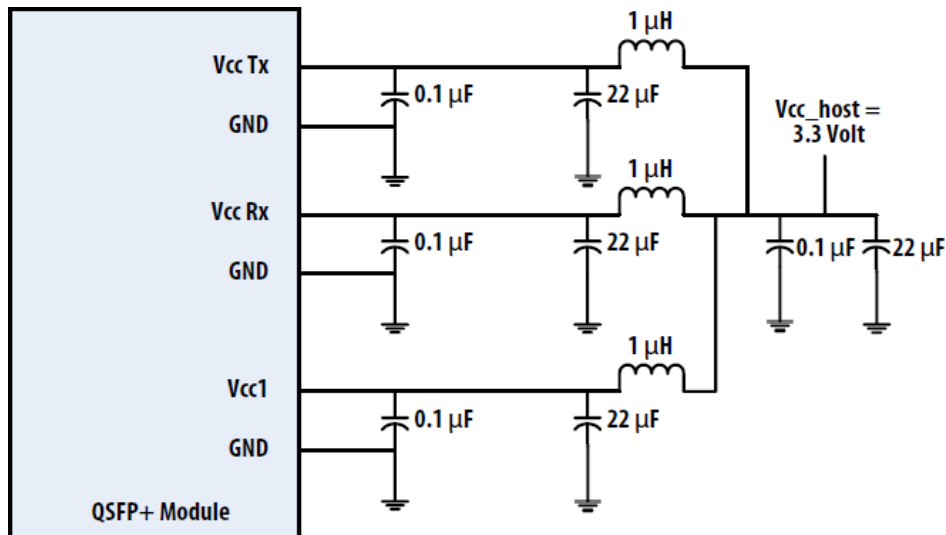 1 µH
Vcc Tx
0.1 µF
22 µF
GND
Vcc_host =
3.3 Volt
1 µH
Vcc Rx
0.1 µF
22 µF
0.1 µF
22 µF
GND
1 µH
Vcc1
0.1 µF
22 µF
GND
QSFP+ Module